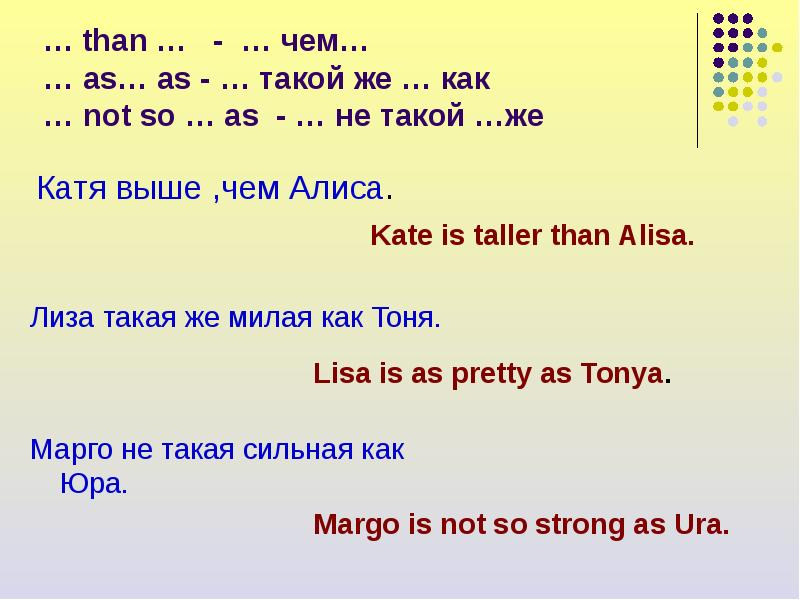 … than … - … чем…
… as… as - … такой же … как
… not so … as - … не такой …же
Катя выше ,чем Алиса.
Kate is taller than Alisa.
Лиза такая же милая как Тоня.
Lisa is as pretty as Tonya.
Марго не такая сильная как
Юра.
Margo is not so strong as Ura.